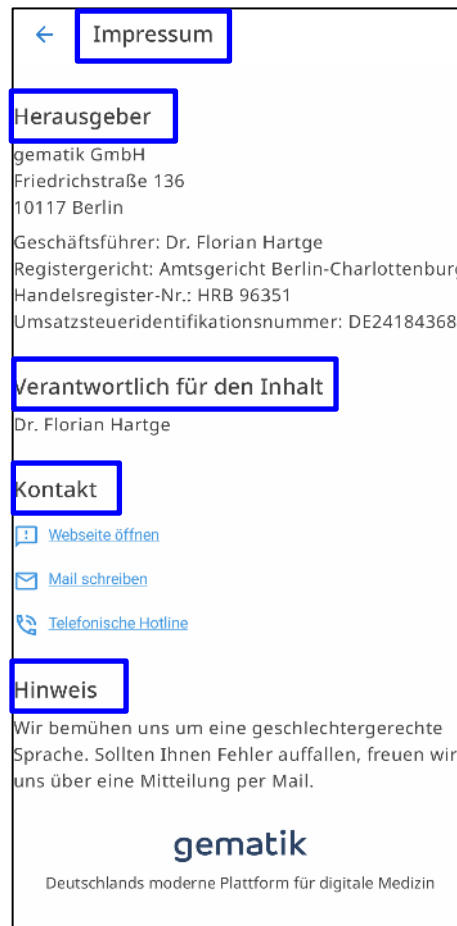 Impressum
Herausgeber
gematik GmbH
Friedrichstraße 136
10117 Berlin
Geschäftsführer: Dr. Florian Hartge
Registergericht: Amtsgericht Berlin-Charlottenburg
Handelsregister-Nr.: HRB 96351
Umsatzsteueridentifikationsnummer: DE24184368
Verantwortlich für den Inhalt
Dr. Florian Hartge
Kontakt
Webseite öffnen
Mail schreiben
Telefonische Hotline
Hinweis
Wir bemühen uns um eine geschlechtergerechte
Sprache. Sollten Ihnen Fehler auffallen, freuen wir
uns über eine Mitteilung per Mail.
gematik
Deutschlands moderne Plattform für digitale Medizin